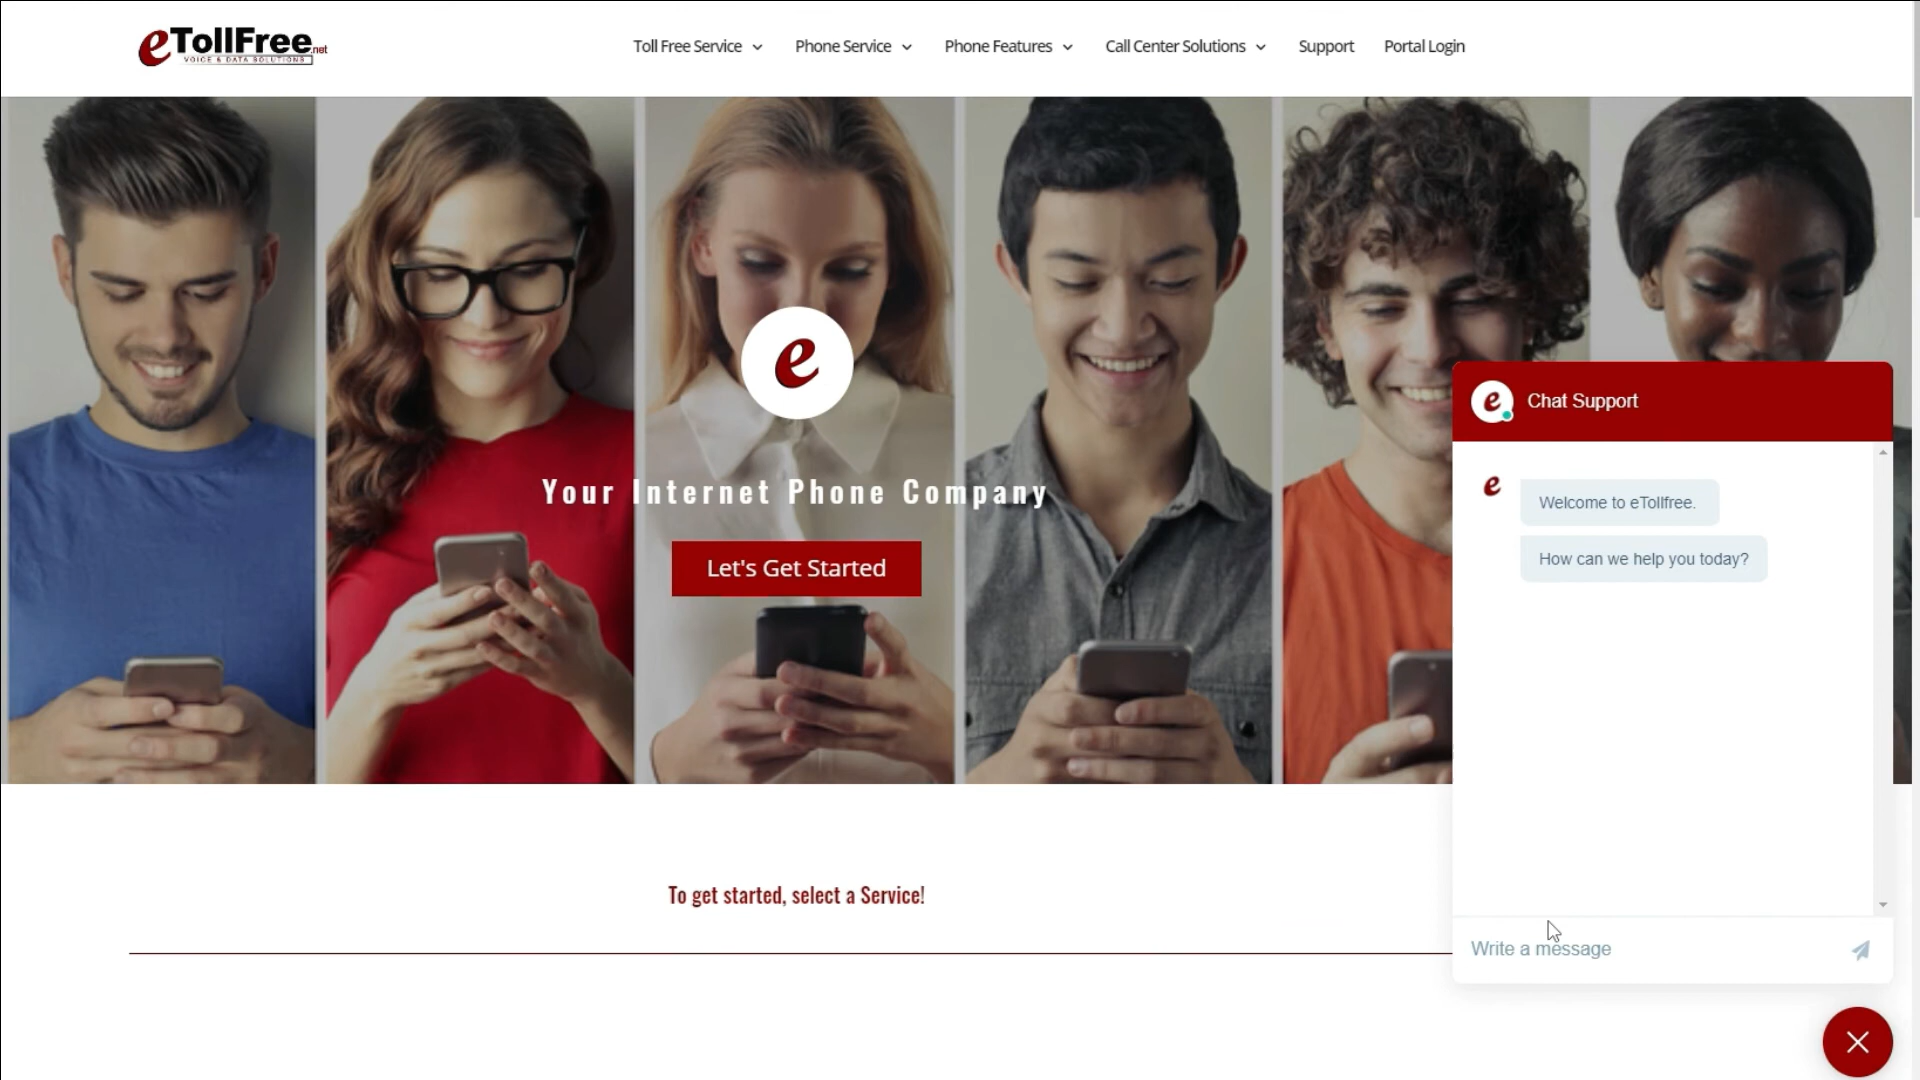 eTollFree.net
VOICE & DATA SOLUTIONS
Toll Free Service
Phone Service
Phone Features
Call Center Solutions
Support
Portal Login
e
Your Internet Phone Company
Let's Get Started
To get started, select a Service!
e
Chat Support
e
Welcome to eTollfree.
How can we help you today?
Write a message